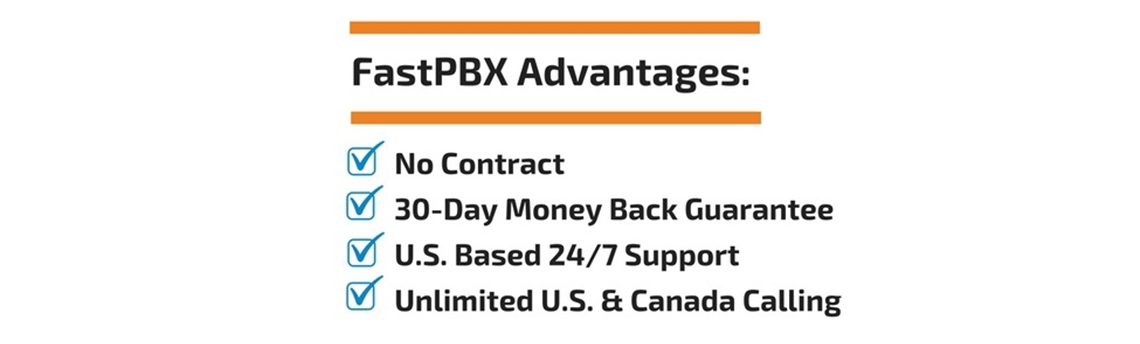 FastPBX Advantages:
No Contract
30-Day Money Back Guarantee
U.S. Based 24/7 Support
Unlimited U.S. & Canada Calling